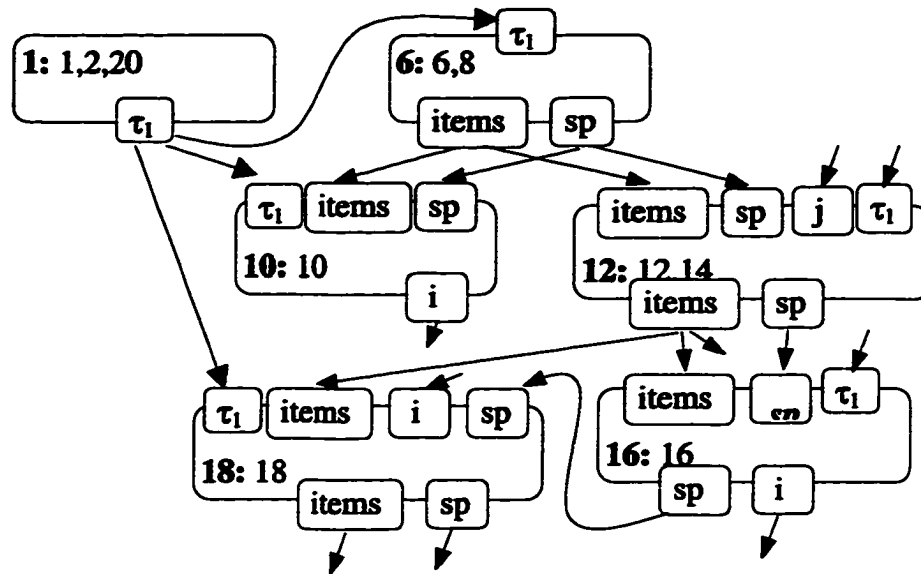 τ1
1: 1,2,20
6: 6,8
τ1
items sp
τ1 items sp
items sp j τ1
10: 10
12: 12,14
i
items sp
τ1 items i sp
items τ1
18: 18
16: 16
items sp
sp i